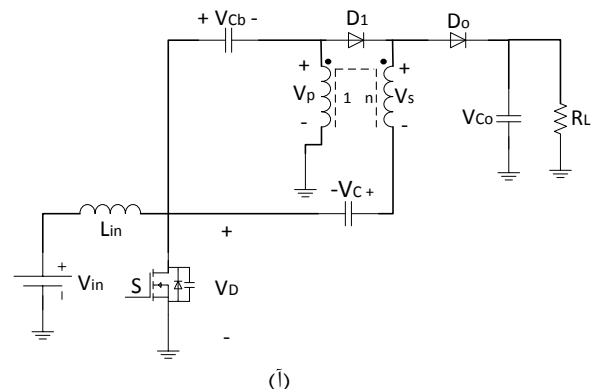 + VCb -
D1
Do
+
+
Vp
1
n
Vs
VCo
RL
-
-
-VC +
Lin
+
+
Vin
S
VD
-
(آ)